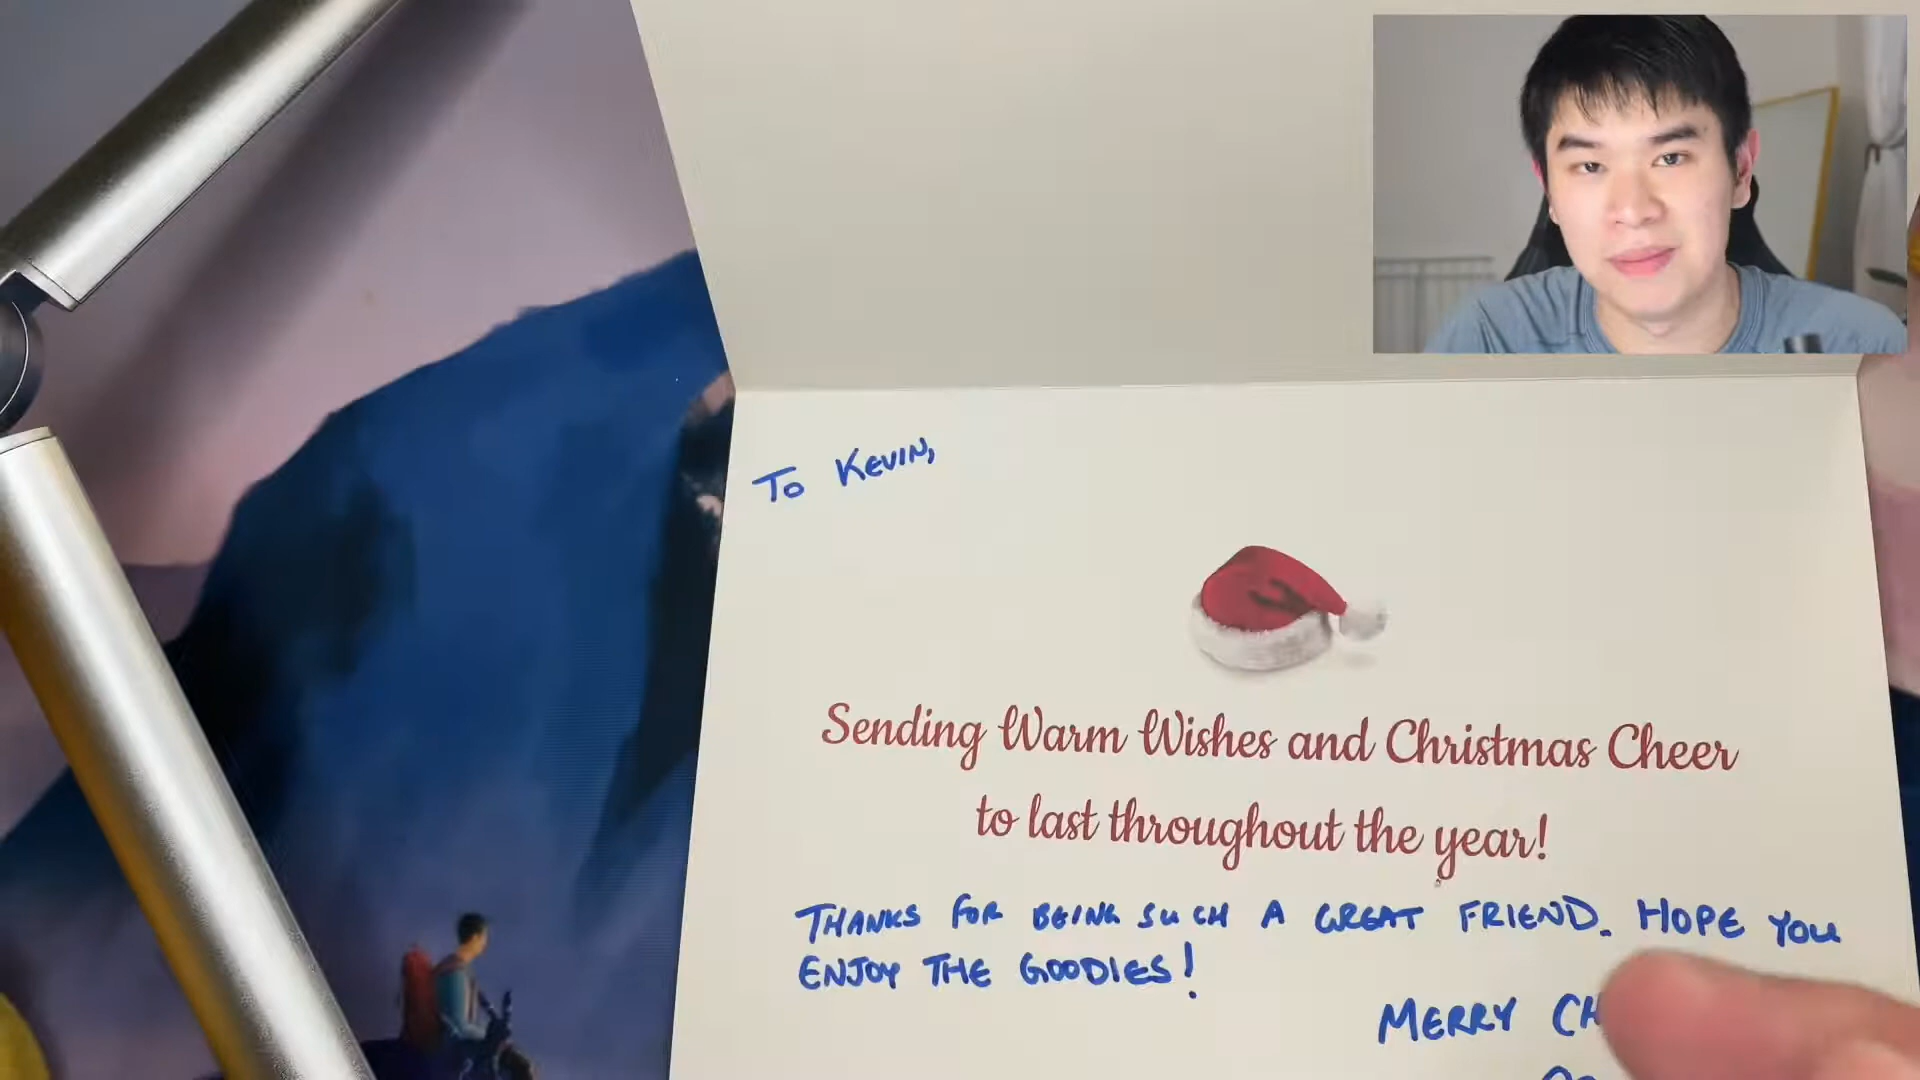 To KEVIN,
Sending Warm Wishes and Christmas Cheer
to last throughout the year!
THANKS FOR BEING SUCH A GREAT FRIEND. HOPE YOU
ENJOY THE GOODIES!
MERRY CH